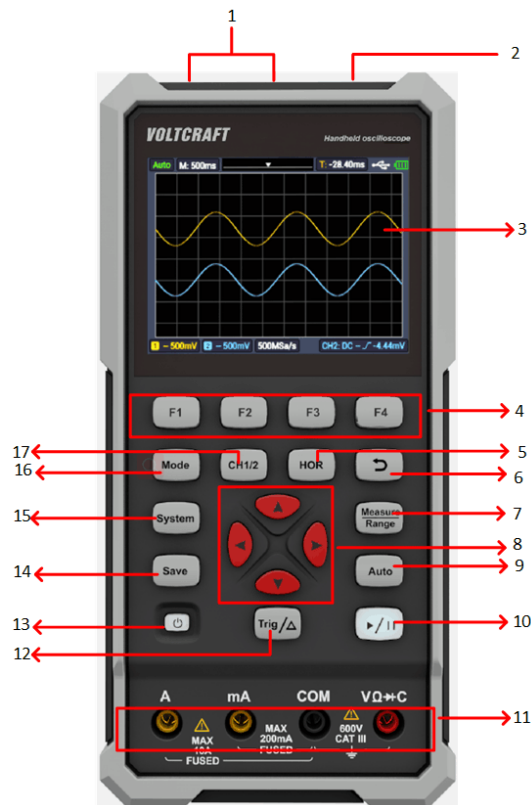 1
2
VOLTCRAFT
Handheld oscilloscope
Auto M: 500ms T: -28.40ms
3
1 ~ 500mV 2 ~ 500mV 500MSa/s CH2: DC ~ -4.44mV
F1 F2 F3 F4
4
17
5
16
Mode CH1/2 HOR
6
15
System
Measure
Range
7
8
14
Save
Auto
9
13
Trig/△
▶/II
10
12
A mA COM VΩ C
MAX
10A
FUSED
MAX
200mA
FUSED
600V
CAT III
11